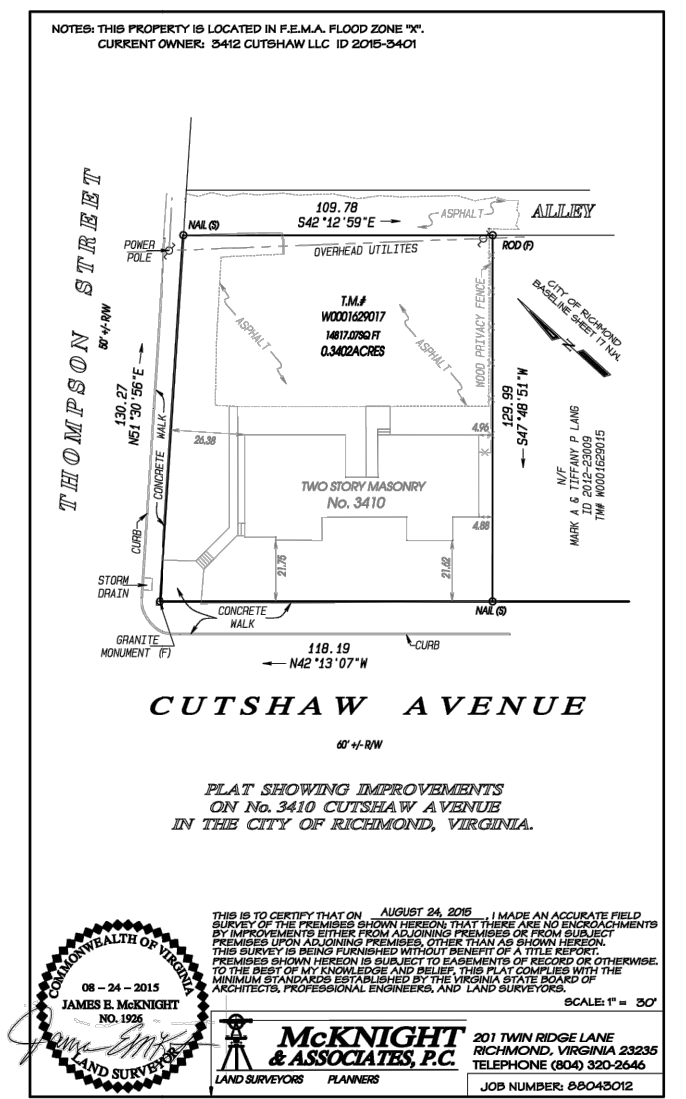 NOTES: THIS PROPERTY IS LOCATED IN F.E.M.A. FLOOD ZONE "X".
CURRENT OWNER: 3412 CUTSHAW LLC ID 2015-3401
THOMPSON STREET
50' +/- R/W
109.78
S42°12'59"E
ASPHALT
ALLEY
NAIL (S)
POWER
POLE
OVERHEAD UTILITES
ROD (F)
CITY OF RICHMOND
BASELINE SHEET 17 N.W.
N
T.M.#
W0001629017
14817.07SQ FT
0.3402ACRES
ASPHALT
ASPHALT
WOOD PRIVACY FENCE
130.27
N51°30'56"E
129.99
S47°48'51"W
CONCRETE WALK
N/F
MARK A & TIFFANY P LANG
ID 2012-23009
TM# W0001629015
26.38
4.96
TWO STORY MASONRY
No. 3410
4.88
CURB
21.75
21.62
STORM
DRAIN
CONCRETE
WALK
NAIL (S)
GRANITE
MONUMENT (F)
118.19
N42°13'07"W
CURB
CUTSHAW AVENUE
60' +/- R/W
PLAT SHOWING IMPROVEMENTS
ON No. 3410 CUTSHAW AVENUE
IN THE CITY OF RICHMOND, VIRGINIA.
THIS IS TO CERTIFY THAT ON AUGUST 24, 2015, I MADE AN ACCURATE FIELD
SURVEY OF THE PREMISES SHOWN HEREON; THAT THERE ARE NO ENCROACHMENTS
BY IMPROVEMENTS EITHER FROM ADJOINING PREMISES OR FROM SUBJECT
PREMISES UPON ADJOINING PREMISES, OTHER THAN AS SHOWN HEREON.
THIS SURVEY IS BEING FURNISHED WITHOUT BENEFIT OF A TITLE REPORT.
PREMISES SHOWN HEREON IS SUBJECT TO EASEMENTS OF RECORD OR OTHERWISE.
TO THE BEST OF MY KNOWLEDGE AND BELIEF, THIS PLAT COMPLIES WITH THE
MINIMUM STANDARDS ESTABLISHED BY THE VIRGINIA STATE BOARD OF
ARCHITECTS, PROFESSIONAL ENGINEERS, AND LAND SURVEYORS.
SCALE: 1" = 30'
COMMONWEALTH OF VIRGINIA
08 - 24 - 2015
JAMES E. McKNIGHT
NO. 1926
LAND SURVEYOR
McKNIGHT
& ASSOCIATES, P.C.
LAND SURVEYORS PLANNERS
201 TWIN RIDGE LANE
RICHMOND, VIRGINIA 23235
TELEPHONE (804) 320-2646
JOB NUMBER: 88043012